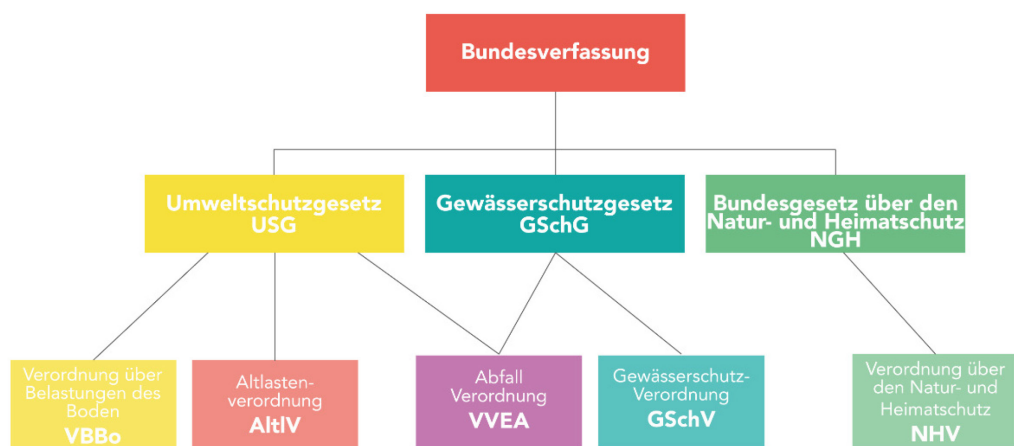 Bundesverfassung
Umweltschutzgesetz
USG
Gewässerschutzgesetz
GSchG
Bundesgesetz über den
Natur- und Heimatschutz
NGH
Verordnung über
Belastungen des
Boden
VBBo
Altlasten-
verordnung
AltlV
Abfall
Verordnung
VVEA
Gewässerschutz-
Verordnung
GSchV
Verordnung über
den Natur- und
Heimatschutz
NHV